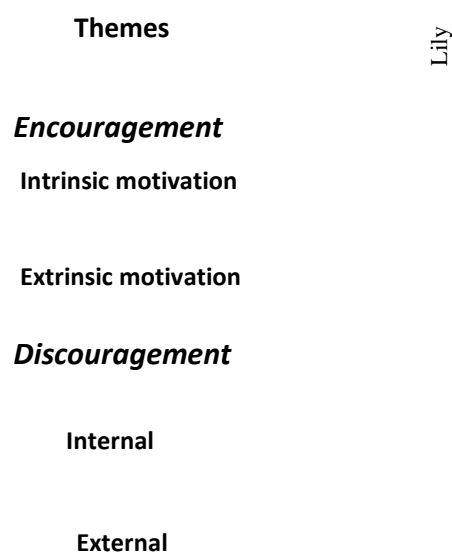 Themes
Lily
Encouragement
Intrinsic motivation
Extrinsic motivation
Discouragement
Internal
External